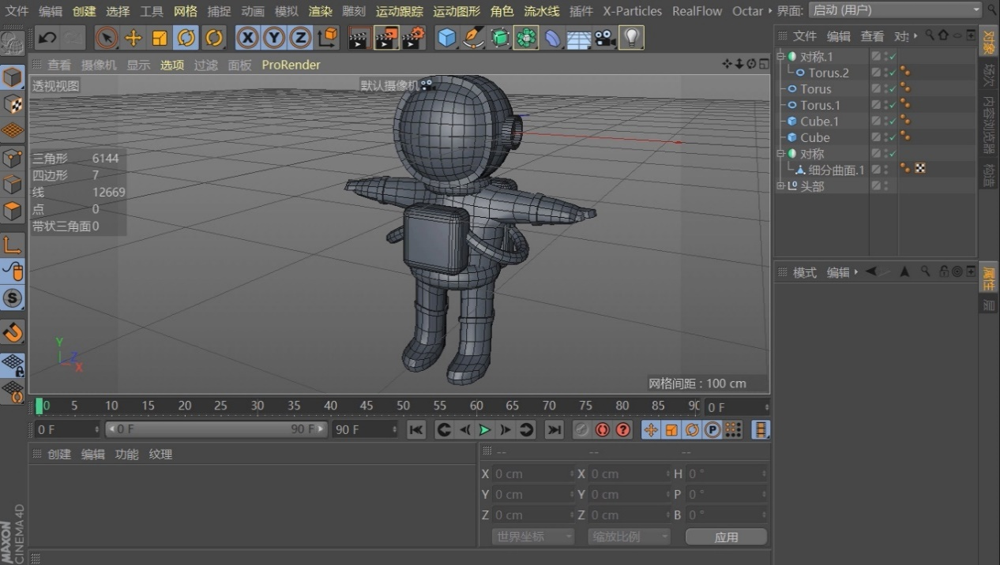 文件 编辑 创建 选择 工具 网格 捕捉 动画 模拟 渲染 雕刻 运动跟踪 运动图形 角色 流水线 插件 X-Particles RealFlow Octar 界面: 启动 (用户)
文件 编辑 查看 对
查看 摄像机 显示 选项 过滤 面板 ProRender
透视视图
默认摄像机
对称.1
Torus.2
Torus
Torus.1
Cube.1
Cube
对称
细分曲面.1
头部
对象
场次
内容浏览器
构造
三角形 6144
四边形 7
线 12669
点 0
带状三角面 0
X Y Z
S
Y
Z
X
网格间距 : 100 cm
模式 编辑
属性
层
0 5 10 15 20 25 30 35 40 45 50 55 60 65 70 75 80 85 90 0 F
0 F 0 F 90 F 90 F
P
创建 编辑 功能 纹理
-- -- --
X 0 cm X 0 cm H 0 °
Y 0 cm Y 0 cm P 0 °
Z 0 cm Z 0 cm B 0 °
世界坐标 缩放比例 应用
MAXON
CINEMA 4D